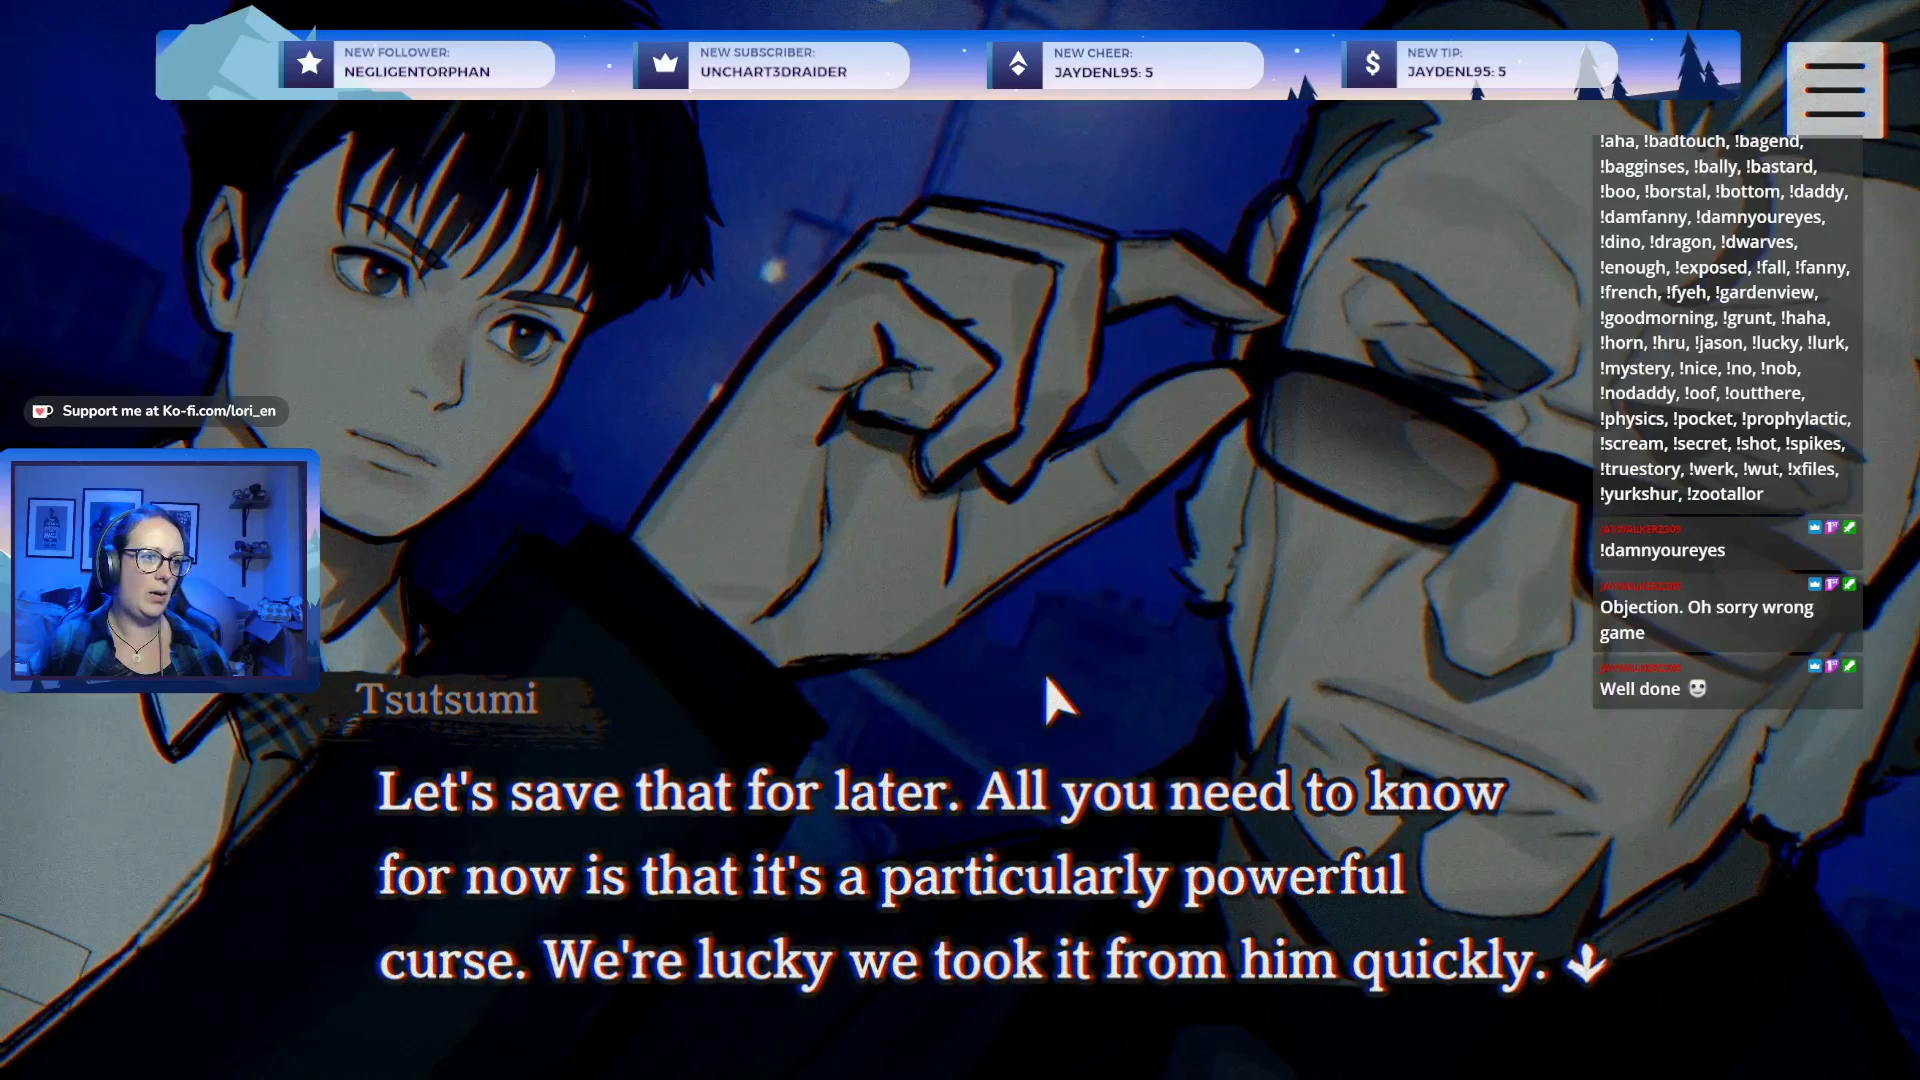 NEW FOLLOWER:
NEGLIGENTORPHAN
NEW SUBSCRIBER:
UNCHART3DRAIDER
NEW CHEER:
JAYDENL95: 5
NEW TIP:
JAYDENL95: 5
!aha, !badtouch, !bagend,
!bagginses, !bally, !bastard,
!boo, !borstal, !bottom, !daddy,
!damfanny, !damnyoureyes,
!dino, !dragon, !dwarves,
!enough, !exposed, !fall, !fanny,
!french, !fyeh, !gardenview,
!goodmorning, !grunt, !haha,
!horn, !hru, !jason, !lucky, !lurk,
!mystery, !nice, !no, !nob,
!nodaddy, !oof, !outthere,
!physics, !pocket, !prophylactic,
!scream, !secret, !shot, !spikes,
!truestory, !werk, !wut, !xfiles,
!yurkshur, !zootallor
!damnyoureyes
Objection. Oh sorry wrong
game
Well done
Support me at Ko-fi.com/lori_en
Tsutsumi
Let's save that for later. All you need to know
for now is that it's a particularly powerful
curse. We're lucky we took it from him quickly.